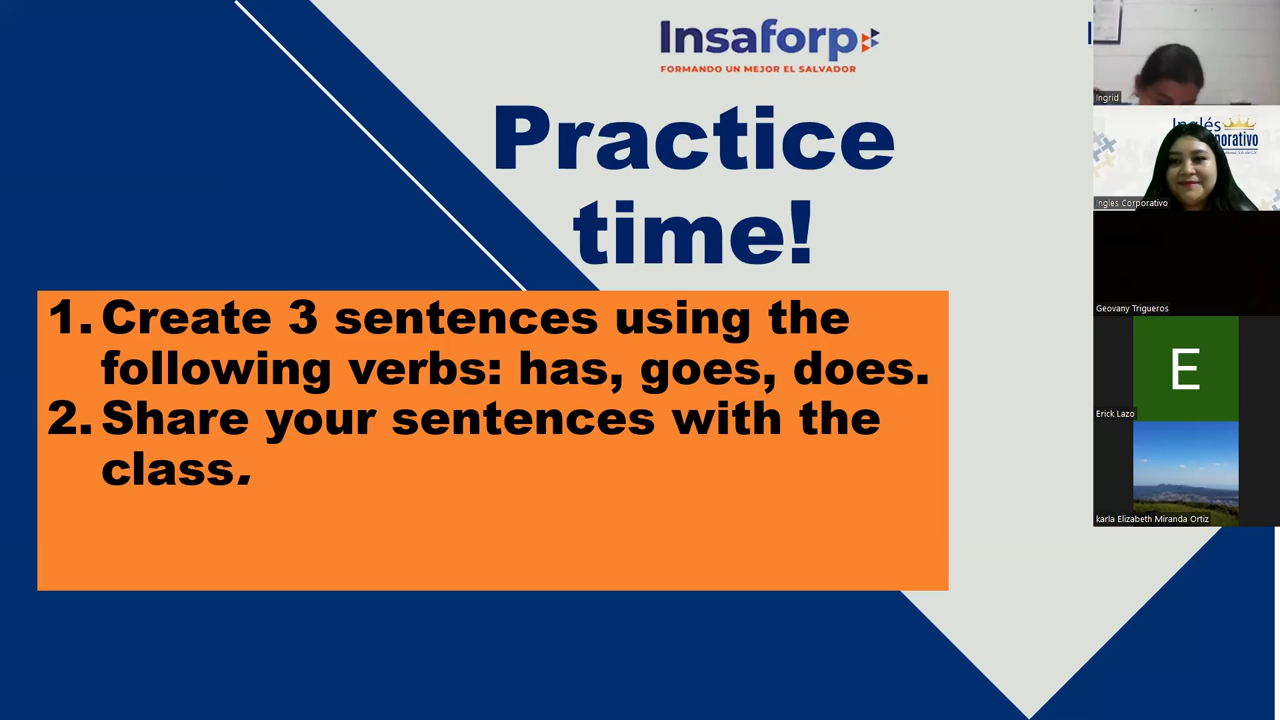 Insaforp
FORMANDO UN MEJOR EL SALVADOR
Practice
time!
1. Create 3 sentences using the
following verbs: has, goes, does.
2. Share your sentences with the
class.
Ingrid
Inglés
Ingles Corporativo
Geovany Trigueros
E
Erick Lazo
karla Elizabeth Miranda Ortiz